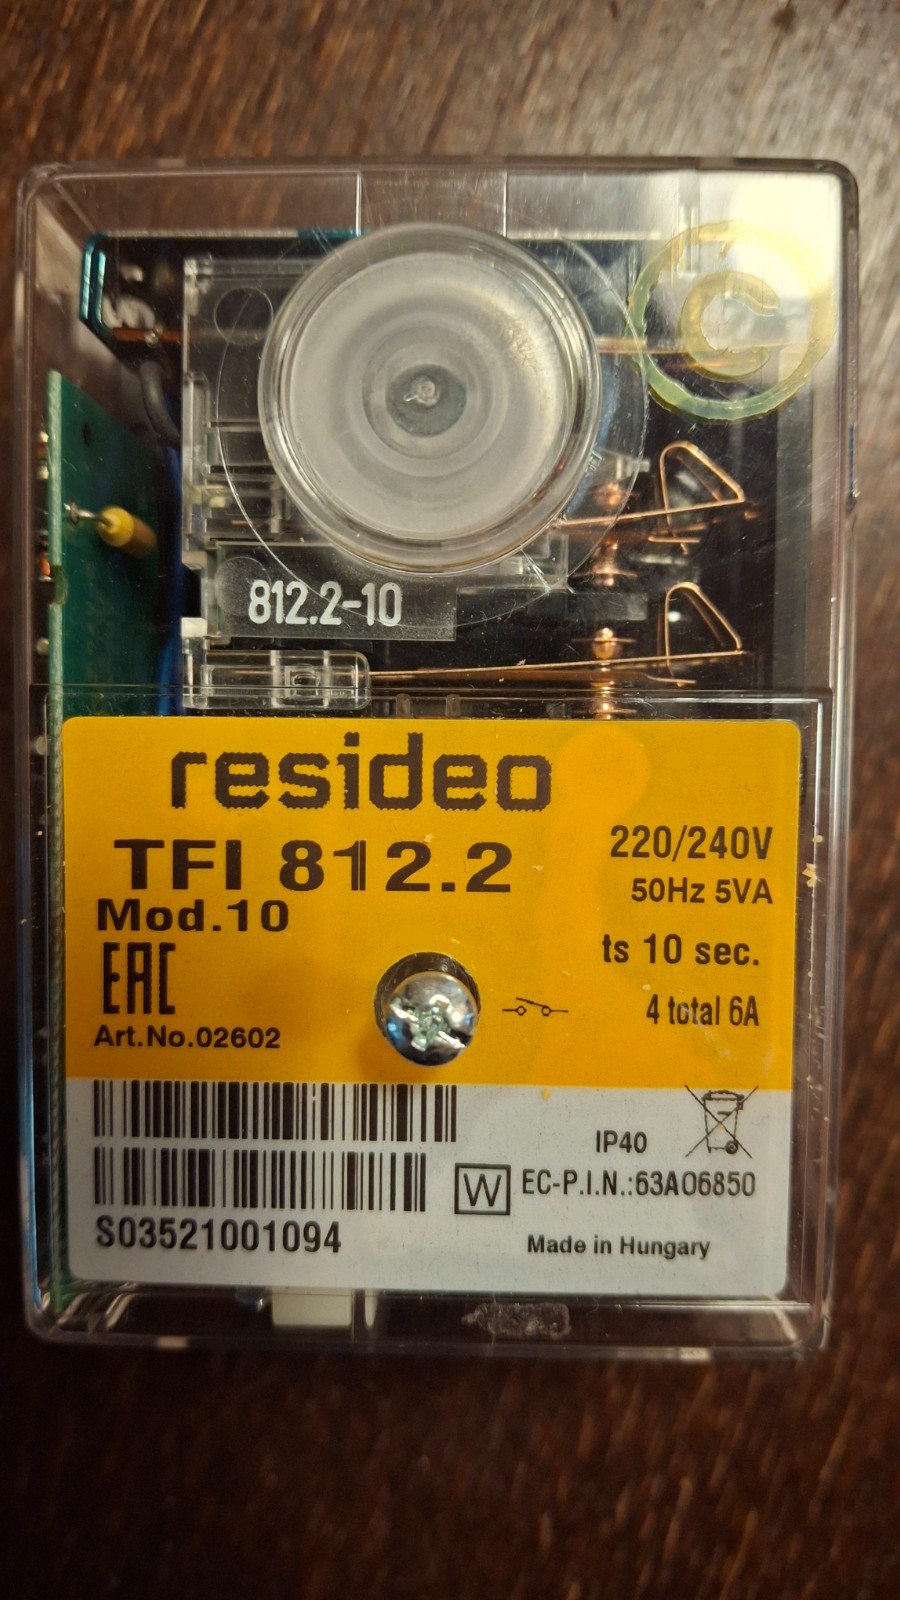 812.2-10
resideo
TFI 812.2
220/240V
Mod.10
50Hz 5VA
ts 10 sec.
EAC
4 total 6A
Art.No.02602
IP40
W
EC-P.I.N.:63A06850
S03521001094
Made in Hungary